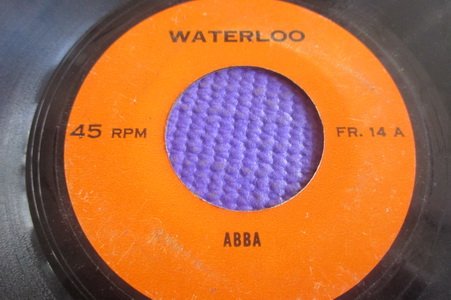 WATERLOO
45 RPM
FR. 14 A
ABBA